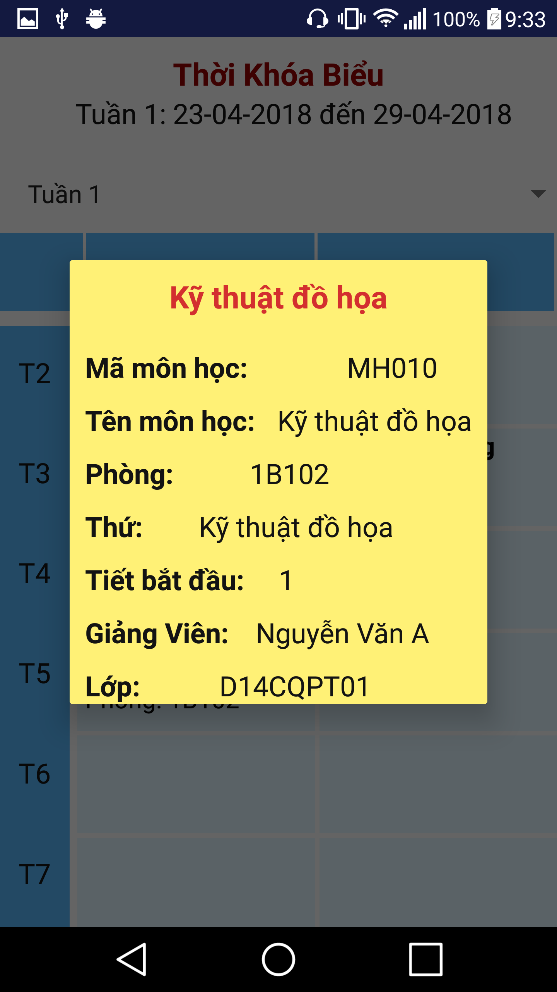 100% 9:33
Thời Khóa Biểu
Tuần 1: 23-04-2018 đến 29-04-2018
Tuần 1
Kỹ thuật đồ họa
T2
Mã môn học: MH010
Tên môn học: Kỹ thuật đồ họa
T3
Phòng: 1B102
Thứ: Kỹ thuật đồ họa
T4
Tiết bắt đầu: 1
Giảng Viên: Nguyễn Văn A
T5
Lớp: D14CQPT01
Phòng: 1B102
T6
T7